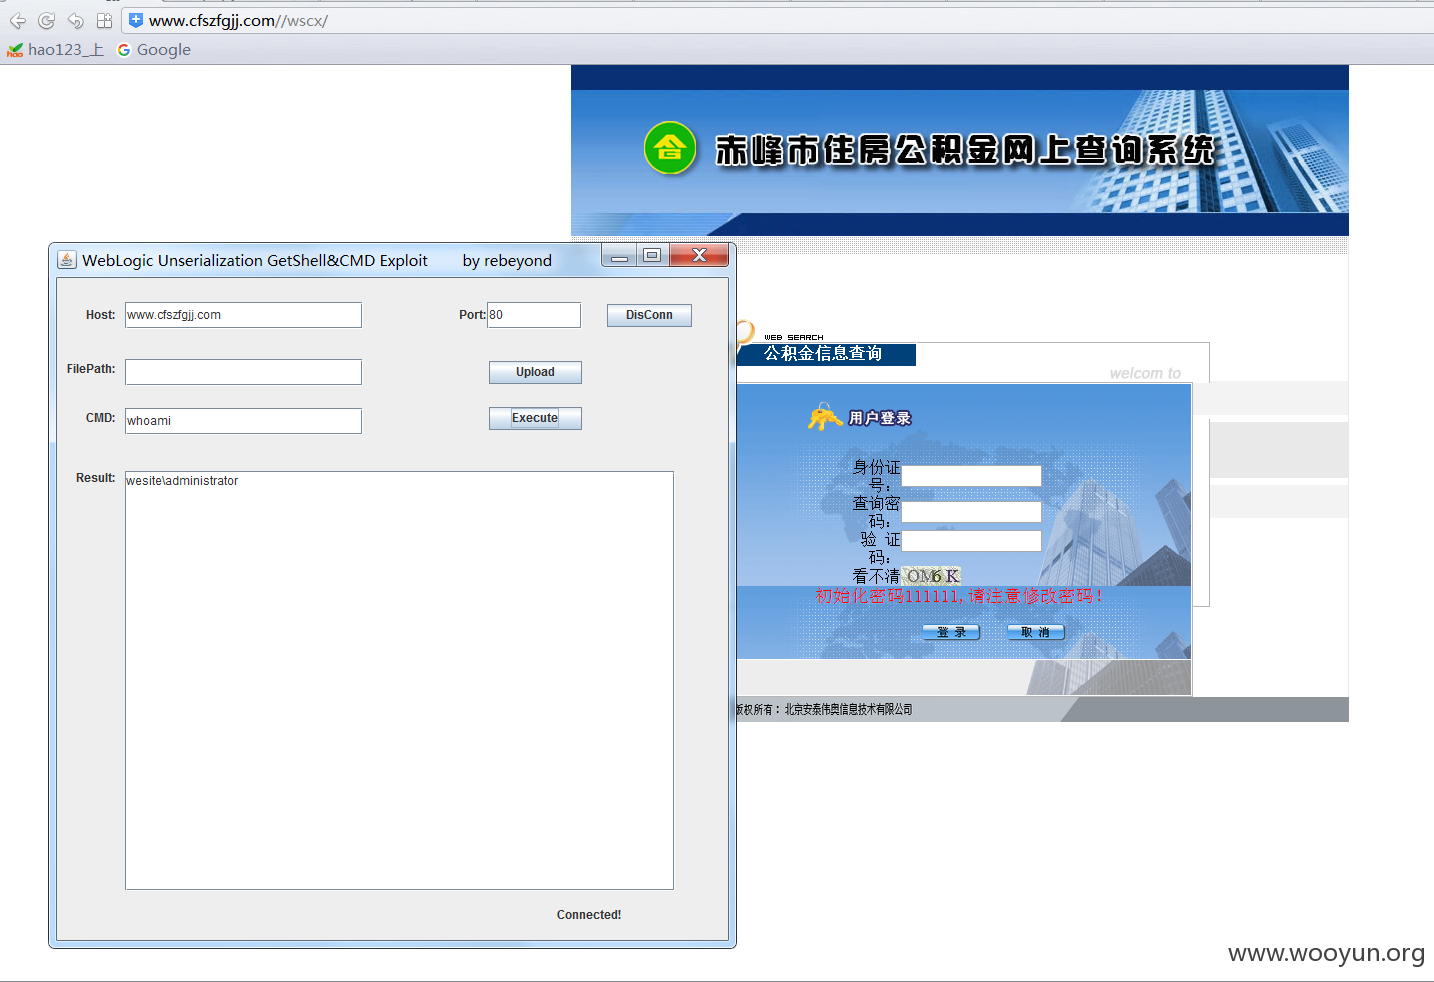 www.cfszfgjj.com//wscx/
hao123_上 Google
赤峰市住房公积金网上查询系统
WebLogic Unserialization GetShell&CMD Exploit by rebeyond
Host: www.cfszfgjj.com Port: 80 DisConn
FilePath: Upload
CMD: whoami Execute
Result: wesite\administrator
Connected!
WEB SEARCH
公积金信息查询
welcom to
用户登录
身份证
号：
查询密
码：
验 证
码：
看不清 OM6K
初始化密码111111,请注意修改密码!
登 录 取 消
版权所有：北京安泰伟奥信息技术有限公司
www.wooyun.org